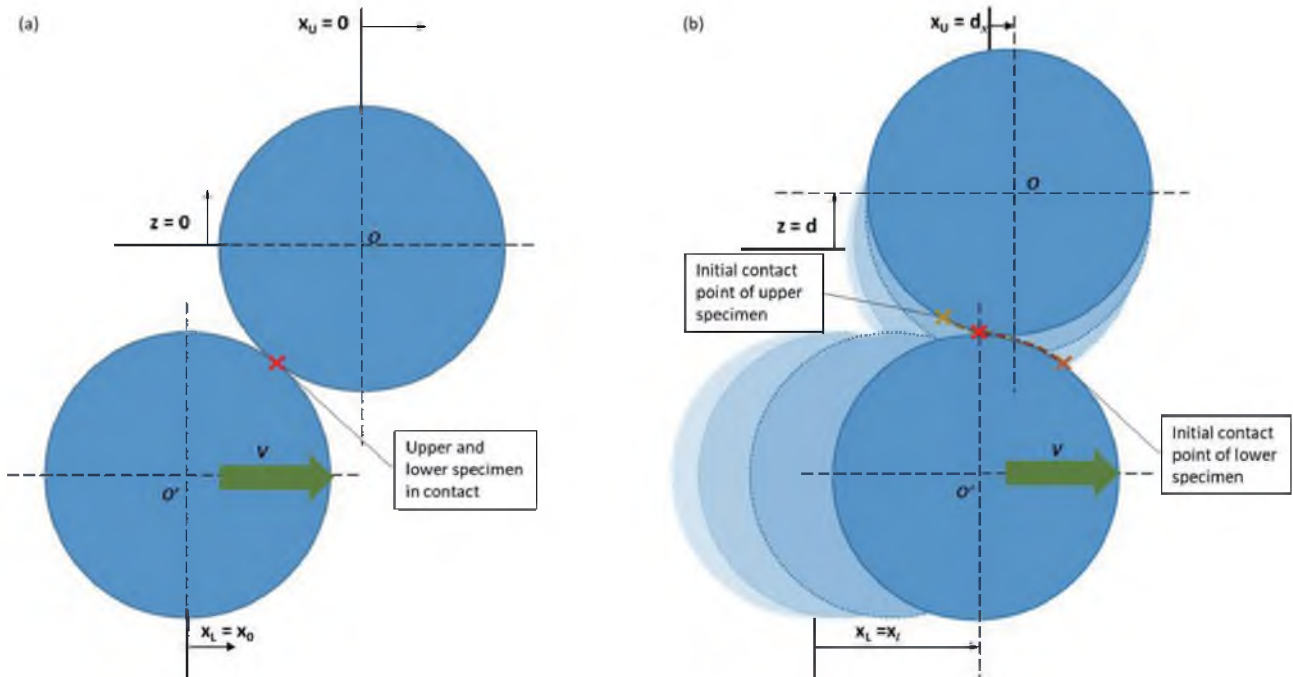 (a)
x_U = 0
z = 0
O
Upper and
lower specimen
in contact
v
O'
x_L = x_0
(b)
x_U = d_x
O
z = d
Initial contact
point of upper
specimen
v
O'
Initial contact
point of lower
specimen
x_L =x_i